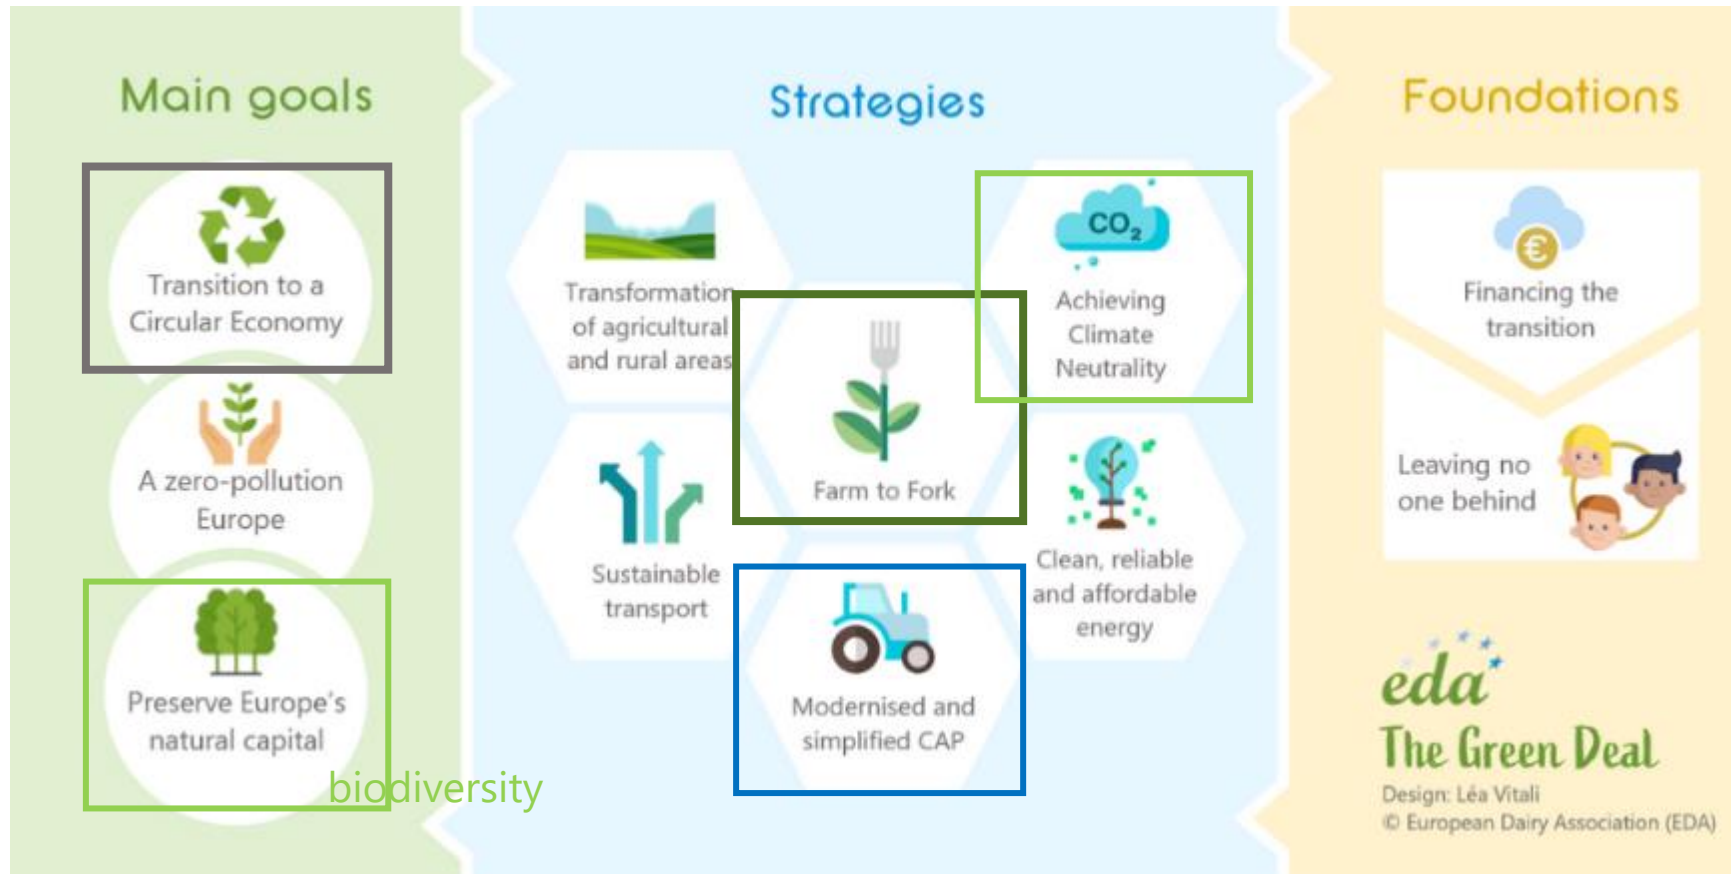 Main goals
Transition to a
Circular Economy
A zero-pollution
Europe
Preserve Europe's
natural capital
biodiversity
Strategies
Transformation
of agricultural
and rural areas
CO₂
Achieving
Climate
Neutrality
Farm to Fork
Sustainable
transport
Clean, reliable
and affordable
energy
Modernised and
simplified CAP
Foundations
€
Financing the
transition
Leaving no
one behind
eda
The Green Deal
Design: Léa Vitali
© European Dairy Association (EDA)